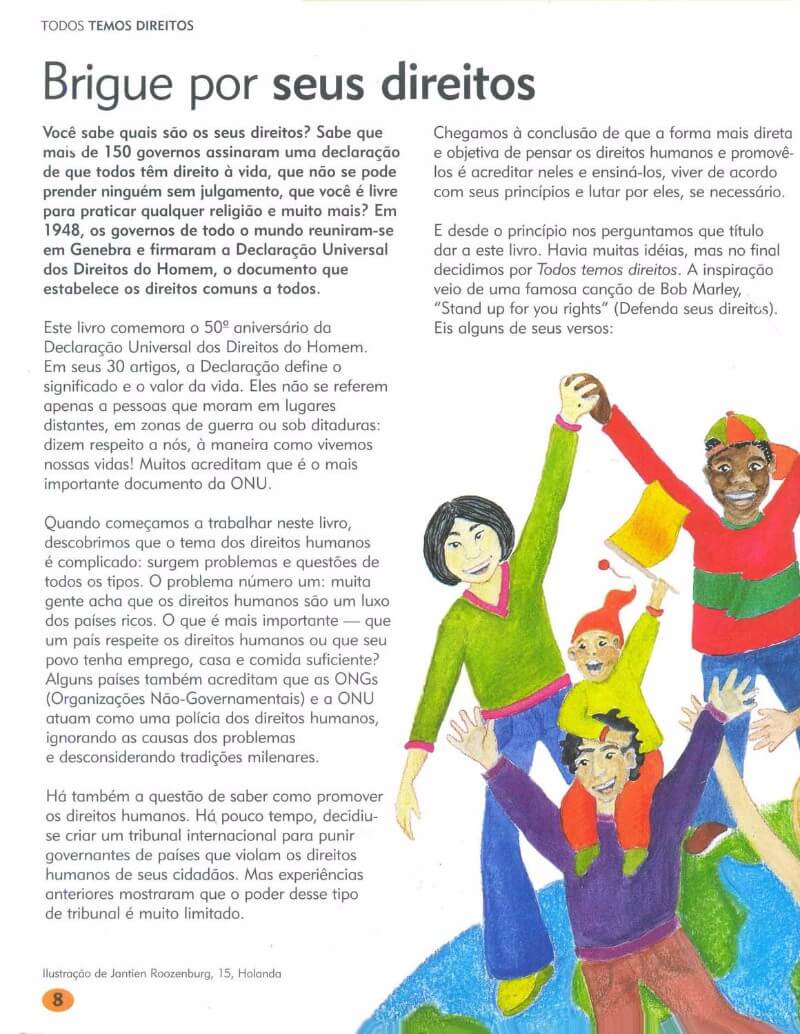 TODOS TEMOS DIREITOS
Brigue por seus direitos
Você sabe quais são os seus direitos? Sabe que
mais de 150 governos assinaram uma declaração
de que todos têm direito à vida, que não se pode
prender ninguém sem julgamento, que você é livre
para praticar qualquer religião e muito mais? Em
1948, os governos de todo o mundo reuniram-se
em Genebra e firmaram a Declaração Universal
dos Direitos do Homem, o documento que
estabelece os direitos comuns a todos.
Este livro comemora o 50º aniversário da
Declaração Universal dos Direitos do Homem.
Em seus 30 artigos, a Declaração define o
significado e o valor da vida. Eles não se referem
apenas a pessoas que moram em lugares
distantes, em zonas de guerra ou sob ditaduras:
dizem respeito a nós, à maneira como vivemos
nossas vidas! Muitos acreditam que é o mais
importante documento da ONU.
Quando começamos a trabalhar neste livro,
descobrimos que o tema dos direitos humanos
é complicado: surgem problemas e questões de
todos os tipos. O problema número um: muita
gente acha que os direitos humanos são um luxo
dos países ricos. O que é mais importante — que
um país respeite os direitos humanos ou que seu
povo tenha emprego, casa e comida suficiente?
Alguns países também acreditam que as ONGs
(Organizações Não-Governamentais) e a ONU
atuam como uma polícia dos direitos humanos,
ignorando as causas dos problemas
e desconsiderando tradições milenares.
Há também a questão de saber como promover
os direitos humanos. Há pouco tempo, decidiu-
se criar um tribunal internacional para punir
governantes de países que violam os direitos
humanos de seus cidadãos. Mas experiências
anteriores mostraram que o poder desse tipo
de tribunal é muito limitado.
Chegamos à conclusão de que a forma mais direta
e objetiva de pensar os direitos humanos e promovê-
los é acreditar neles e ensiná-los, viver de acordo
com seus princípios e lutar por eles, se necessário.
E desde o princípio nos perguntamos que título
dar a este livro. Havia muitas idéias, mas no final
decidimos por Todos temos direitos. A inspiração
veio de uma famosa canção de Bob Marley,
“Stand up for you rights” (Defenda seus direitos).
Eis alguns de seus versos:
Ilustração de Jantien Roozenburg, 15, Holanda
8